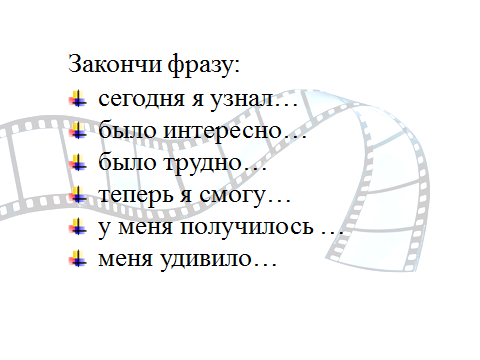 Закончи фразу:
сегодня я узнал…
было интересно…
было трудно…
теперь я смогу…
у меня получилось …
меня удивило…